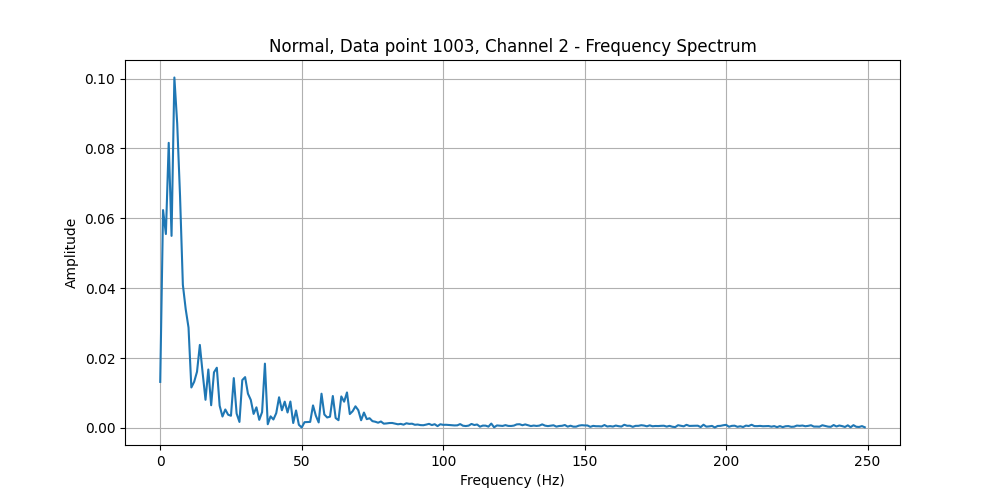 Normal, Data point 1003, Channel 2 - Frequency Spectrum
0.10
0.08
0.06
0.04
0.02
0.00
Amplitude
0 50 100 150 200 250
Frequency (Hz)